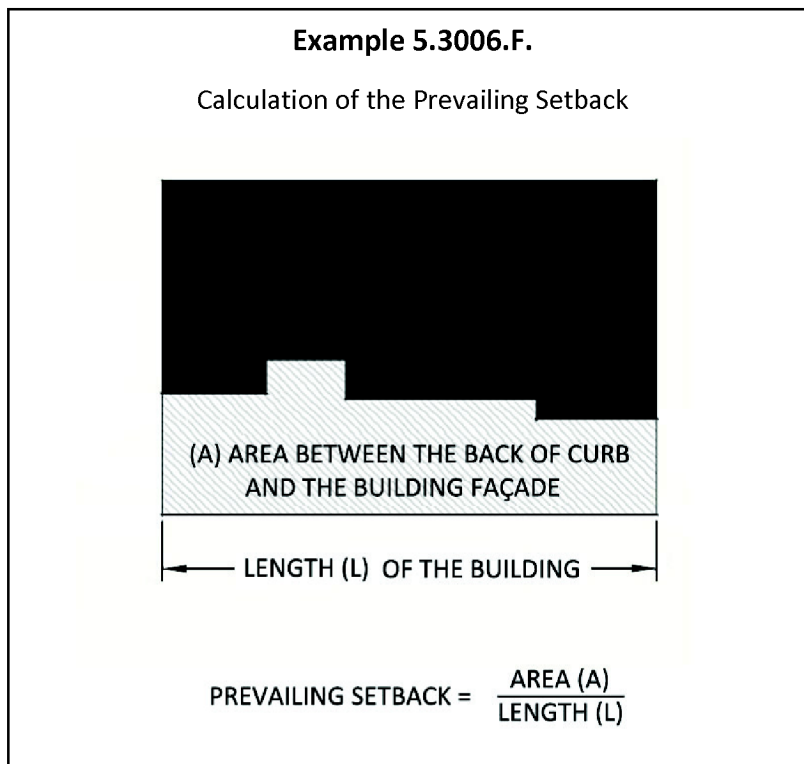 Example 5.3006.F.
Calculation of the Prevailing Setback
(A) AREA BETWEEN THE BACK OF CURB
AND THE BUILDING FAÇADE
LENGTH (L) OF THE BUILDING
PREVAILING SETBACK = AREA (A)
LENGTH (L)